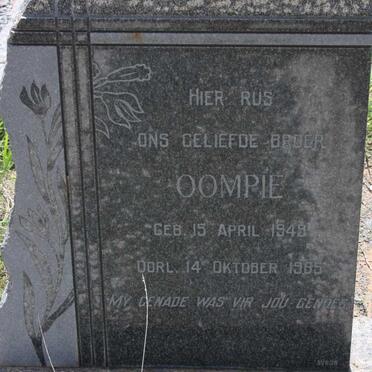 HIER RUS
ONS GELIEFDE BROER
OOMPIE
GEB. 15 APRIL 1948
OORL. 14 OKTOBER 1985
MY GENADE WAS VIR JOU GENOEG